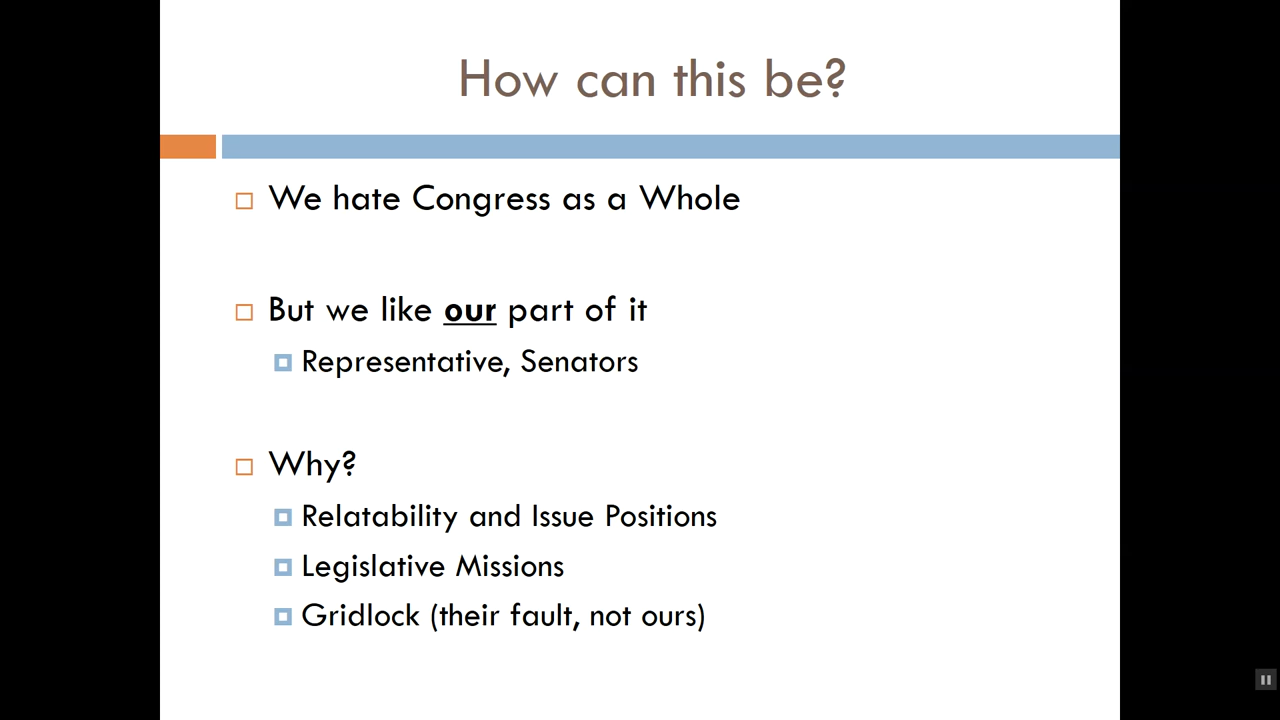 How can this be?
We hate Congress as a Whole
But we like our part of it
Representative, Senators
Why?
Relatability and Issue Positions
Legislative Missions
Gridlock (their fault, not ours)